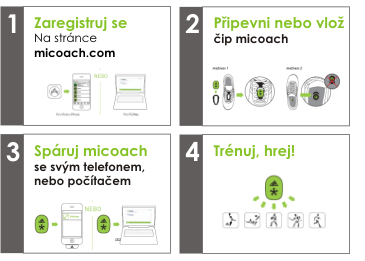 1 Zaregistruj se
Na stránce
micoach.com
NEBO
2 Připevni nebo vlož
čip micoach
3 Spáruj micoach
se svým telefonem,
nebo počítačem
NEBO
4 Trénuj, hrej!